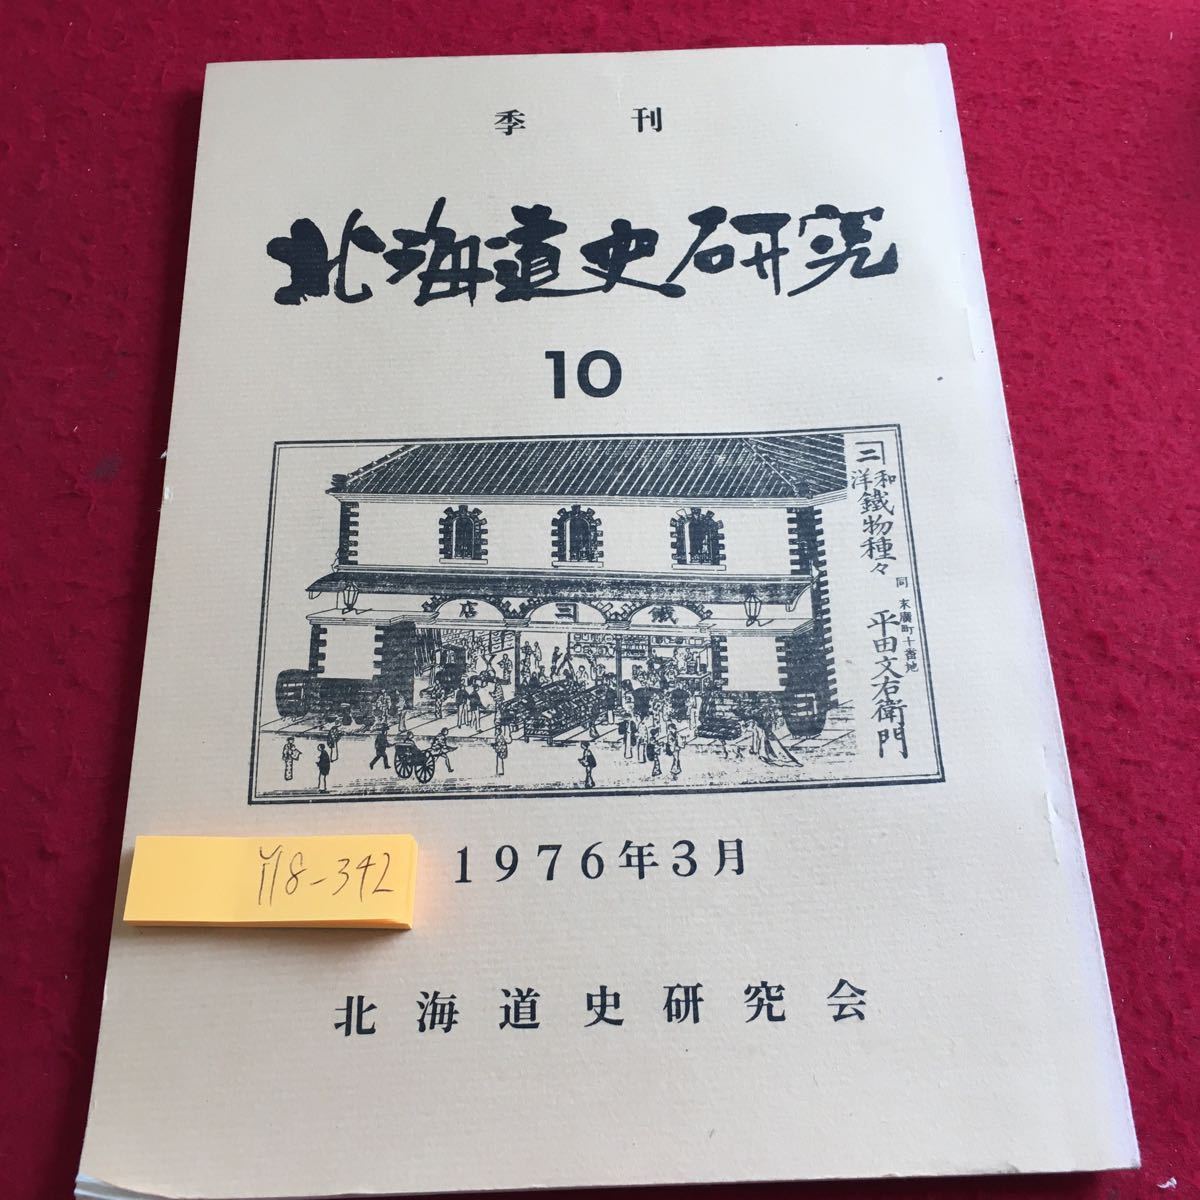 季刊
北海道史研究
10
和洋鐵物種々
同末廣町十番地
平田文右衛門
店三鐵
1976年3月
Y18-342
北海道史研究会